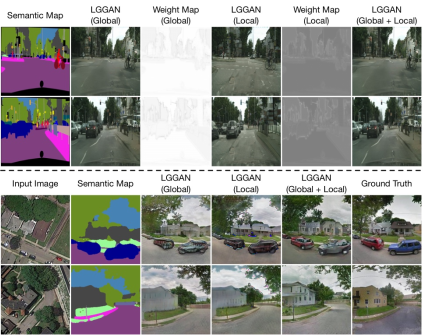 Semantic Map LGGAN Weight Map LGGAN Weight Map LGGAN
(Global) (Global) (Local) (Local) (Global + Local)
Input Image Semantic Map LGGAN LGGAN LGGAN Ground Truth
(Global) (Local) (Global + Local)